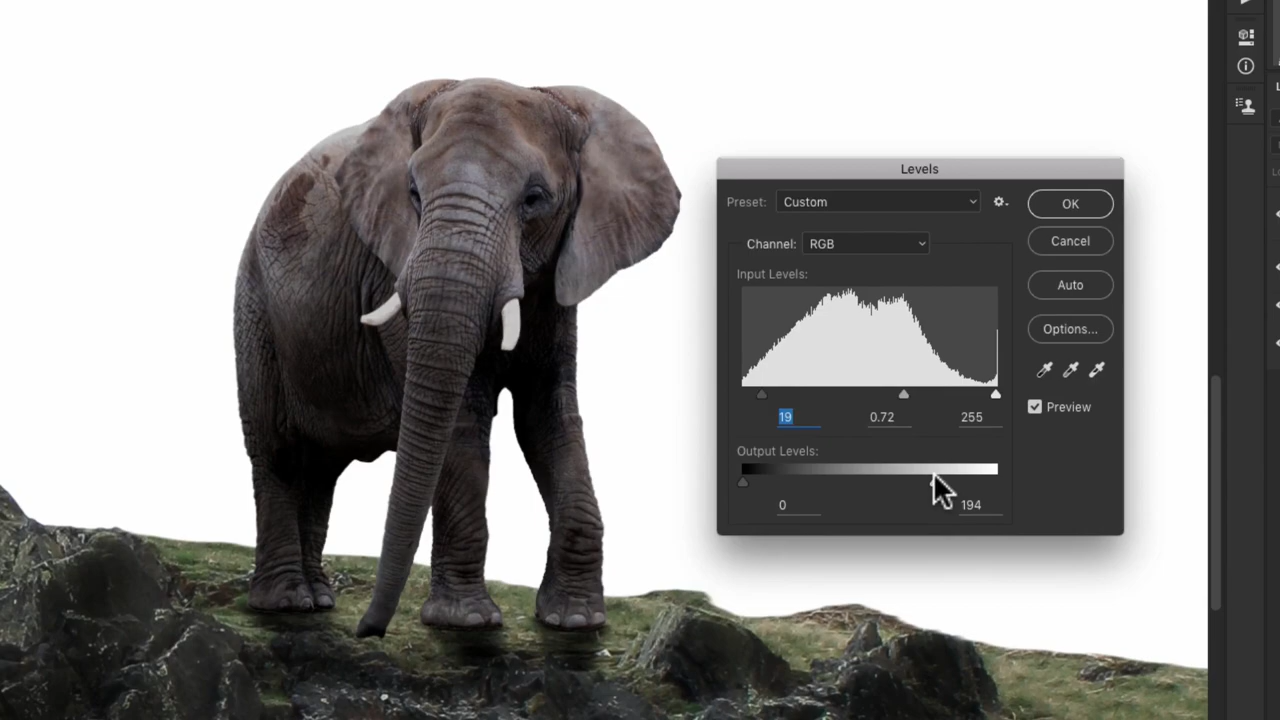 Levels
Preset: Custom
OK
Channel: RGB
Cancel
Input Levels:
Auto
Options...
Preview
19 0.72 255
Output Levels:
0 194